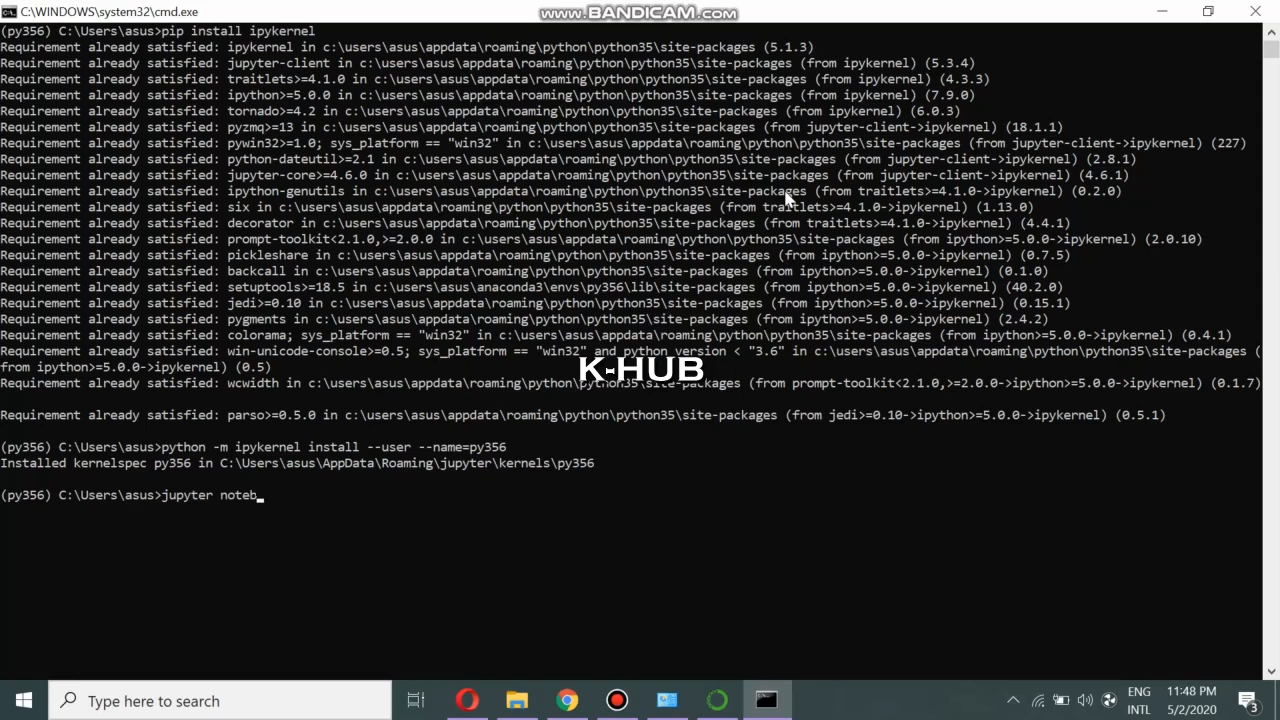 C:\WINDOWS\system32\cmd.exe
www.BANDICAM.com
(py356) C:\Users\asus>pip install ipykernel
Requirement already satisfied: ipykernel in c:\users\asus\appdata\roaming\python\python35\site-packages (5.1.3)
Requirement already satisfied: jupyter-client in c:\users\asus\appdata\roaming\python\python35\site-packages (from ipykernel) (5.3.4)
Requirement already satisfied: traitlets>=4.1.0 in c:\users\asus\appdata\roaming\python\python35\site-packages (from ipykernel) (4.3.3)
Requirement already satisfied: ipython>=5.0.0 in c:\users\asus\appdata\roaming\python\python35\site-packages (from ipykernel) (7.9.0)
Requirement already satisfied: tornado>=4.2 in c:\users\asus\appdata\roaming\python\python35\site-packages (from ipykernel) (6.0.3)
Requirement already satisfied: pyzmq>=13 in c:\users\asus\appdata\roaming\python\python35\site-packages (from jupyter-client->ipykernel) (18.1.1)
Requirement already satisfied: pywin32>=1.0; sys_platform == "win32" in c:\users\asus\appdata\roaming\python\python35\site-packages (from jupyter-client->ipykernel) (227)
Requirement already satisfied: python-dateutil>=2.1 in c:\users\asus\appdata\roaming\python\python35\site-packages (from jupyter-client->ipykernel) (2.8.1)
Requirement already satisfied: jupyter-core>=4.6.0 in c:\users\asus\appdata\roaming\python\python35\site-packages (from jupyter-client->ipykernel) (4.6.1)
Requirement already satisfied: ipython-genutils in c:\users\asus\appdata\roaming\python\python35\site-packages (from traitlets>=4.1.0->ipykernel) (0.2.0)
Requirement already satisfied: six in c:\users\asus\appdata\roaming\python\python35\site-packages (from traitlets>=4.1.0->ipykernel) (1.13.0)
Requirement already satisfied: decorator in c:\users\asus\appdata\roaming\python\python35\site-packages (from traitlets>=4.1.0->ipykernel) (4.4.1)
Requirement already satisfied: prompt-toolkit<2.1.0,>=2.0.0 in c:\users\asus\appdata\roaming\python\python35\site-packages (from ipython>=5.0.0->ipykernel) (2.0.10)
Requirement already satisfied: pickleshare in c:\users\asus\appdata\roaming\python\python35\site-packages (from ipython>=5.0.0->ipykernel) (0.7.5)
Requirement already satisfied: backcall in c:\users\asus\appdata\roaming\python\python35\site-packages (from ipython>=5.0.0->ipykernel) (0.1.0)
Requirement already satisfied: setuptools>=18.5 in c:\users\asus\anaconda3\envs\py356\lib\site-packages (from ipython>=5.0.0->ipykernel) (40.2.0)
Requirement already satisfied: jedi>=0.10 in c:\users\asus\appdata\roaming\python\python35\site-packages (from ipython>=5.0.0->ipykernel) (0.15.1)
Requirement already satisfied: pygments in c:\users\asus\appdata\roaming\python\python35\site-packages (from ipython>=5.0.0->ipykernel) (2.4.2)
Requirement already satisfied: colorama; sys_platform == "win32" in c:\users\asus\appdata\roaming\python\python35\site-packages (from ipython>=5.0.0->ipykernel) (0.4.1)
Requirement already satisfied: win-unicode-console>=0.5; sys_platform == "win32" and python_version < "3.6" in c:\users\asus\appdata\roaming\python\python35\site-packages (
from ipython>=5.0.0->ipykernel) (0.5)
K-HUB
Requirement already satisfied: wcwidth in c:\users\asus\appdata\roaming\python\python35\site-packages (from prompt-toolkit<2.1.0,>=2.0.0->ipython>=5.0.0->ipykernel) (0.1.7)
Requirement already satisfied: parso>=0.5.0 in c:\users\asus\appdata\roaming\python\python35\site-packages (from jedi>=0.10->ipython>=5.0.0->ipykernel) (0.5.1)
(py356) C:\Users\asus>python -m ipykernel install --user --name=py356
Installed kernelspec py356 in C:\Users\asus\AppData\Roaming\jupyter\kernels\py356
(py356) C:\Users\asus>jupyter noteb
Type here to search
ENG
INTL
11:48 PM
5/2/2020
3